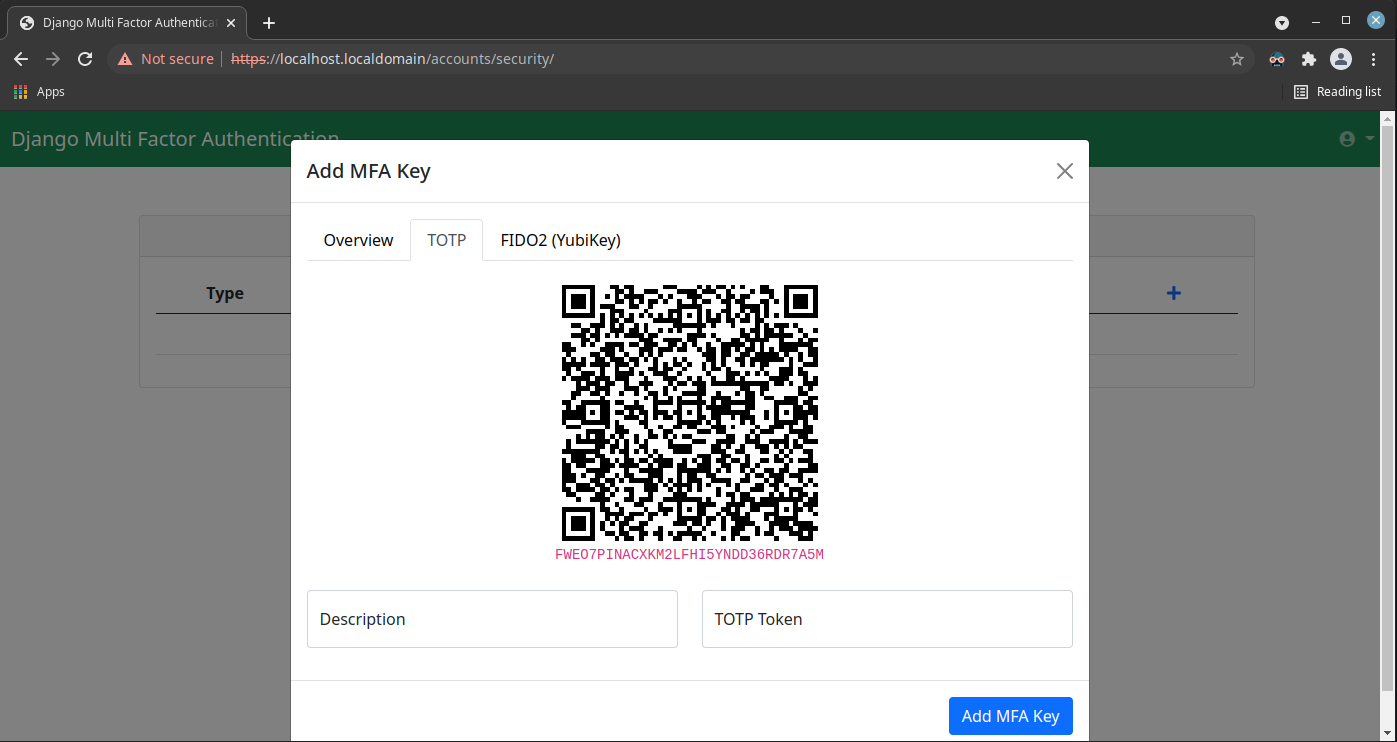 Django Multi Factor Authentica
Not secure https://localhost.localdomain/accounts/security/
Apps
Reading list
Django Multi Factor Authentication
Add MFA Key
Overview TOTP FIDO2 (YubiKey)
Type
FWEO7PINACXKM2LFHI5YNDD36RDR7A5M
Description TOTP Token
Add MFA Key